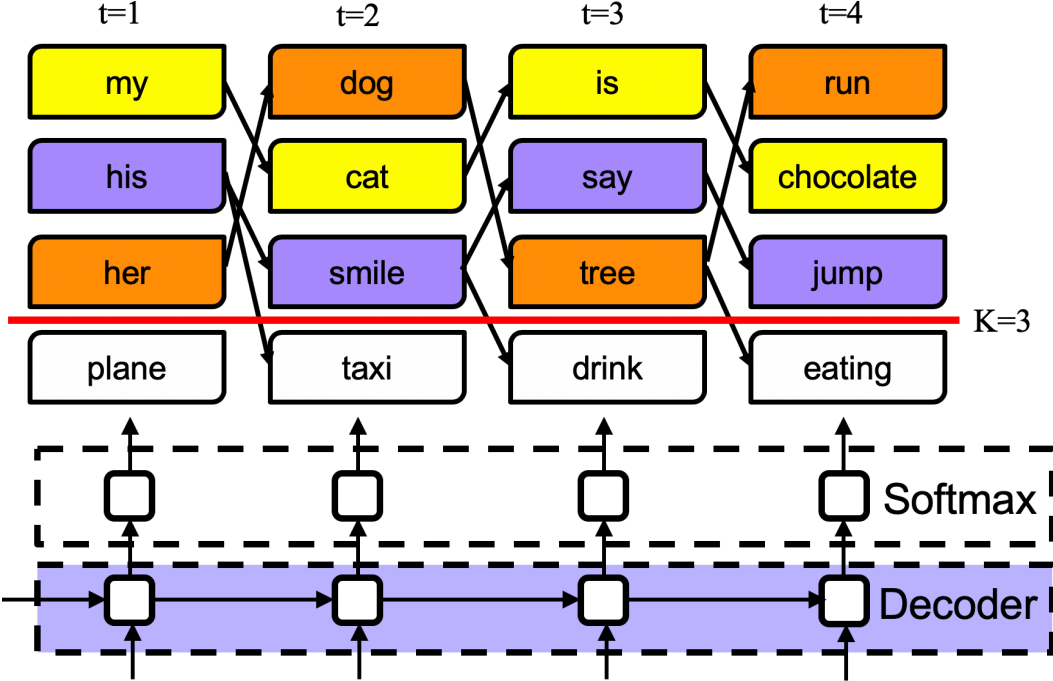 t=1 t=2 t=3 t=4
my dog is run
his cat say chocolate
her smile tree jump
K=3
plane taxi drink eating
Softmax
Decoder